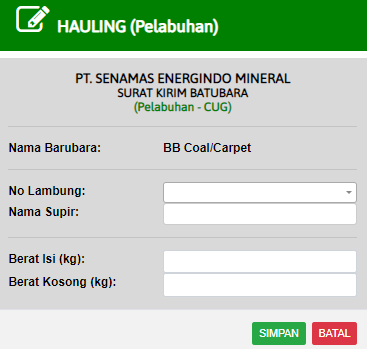 HAULING (Pelabuhan)
PT. SENAMAS ENERGINDO MINERAL
SURAT KIRIM BATUBARA
(Pelabuhan - CUG)
Nama Barubara: BB Coal/Carpet
No Lambung:
Nama Supir:
Berat Isi (kg):
Berat Kosong (kg):
SIMPAN BATAL